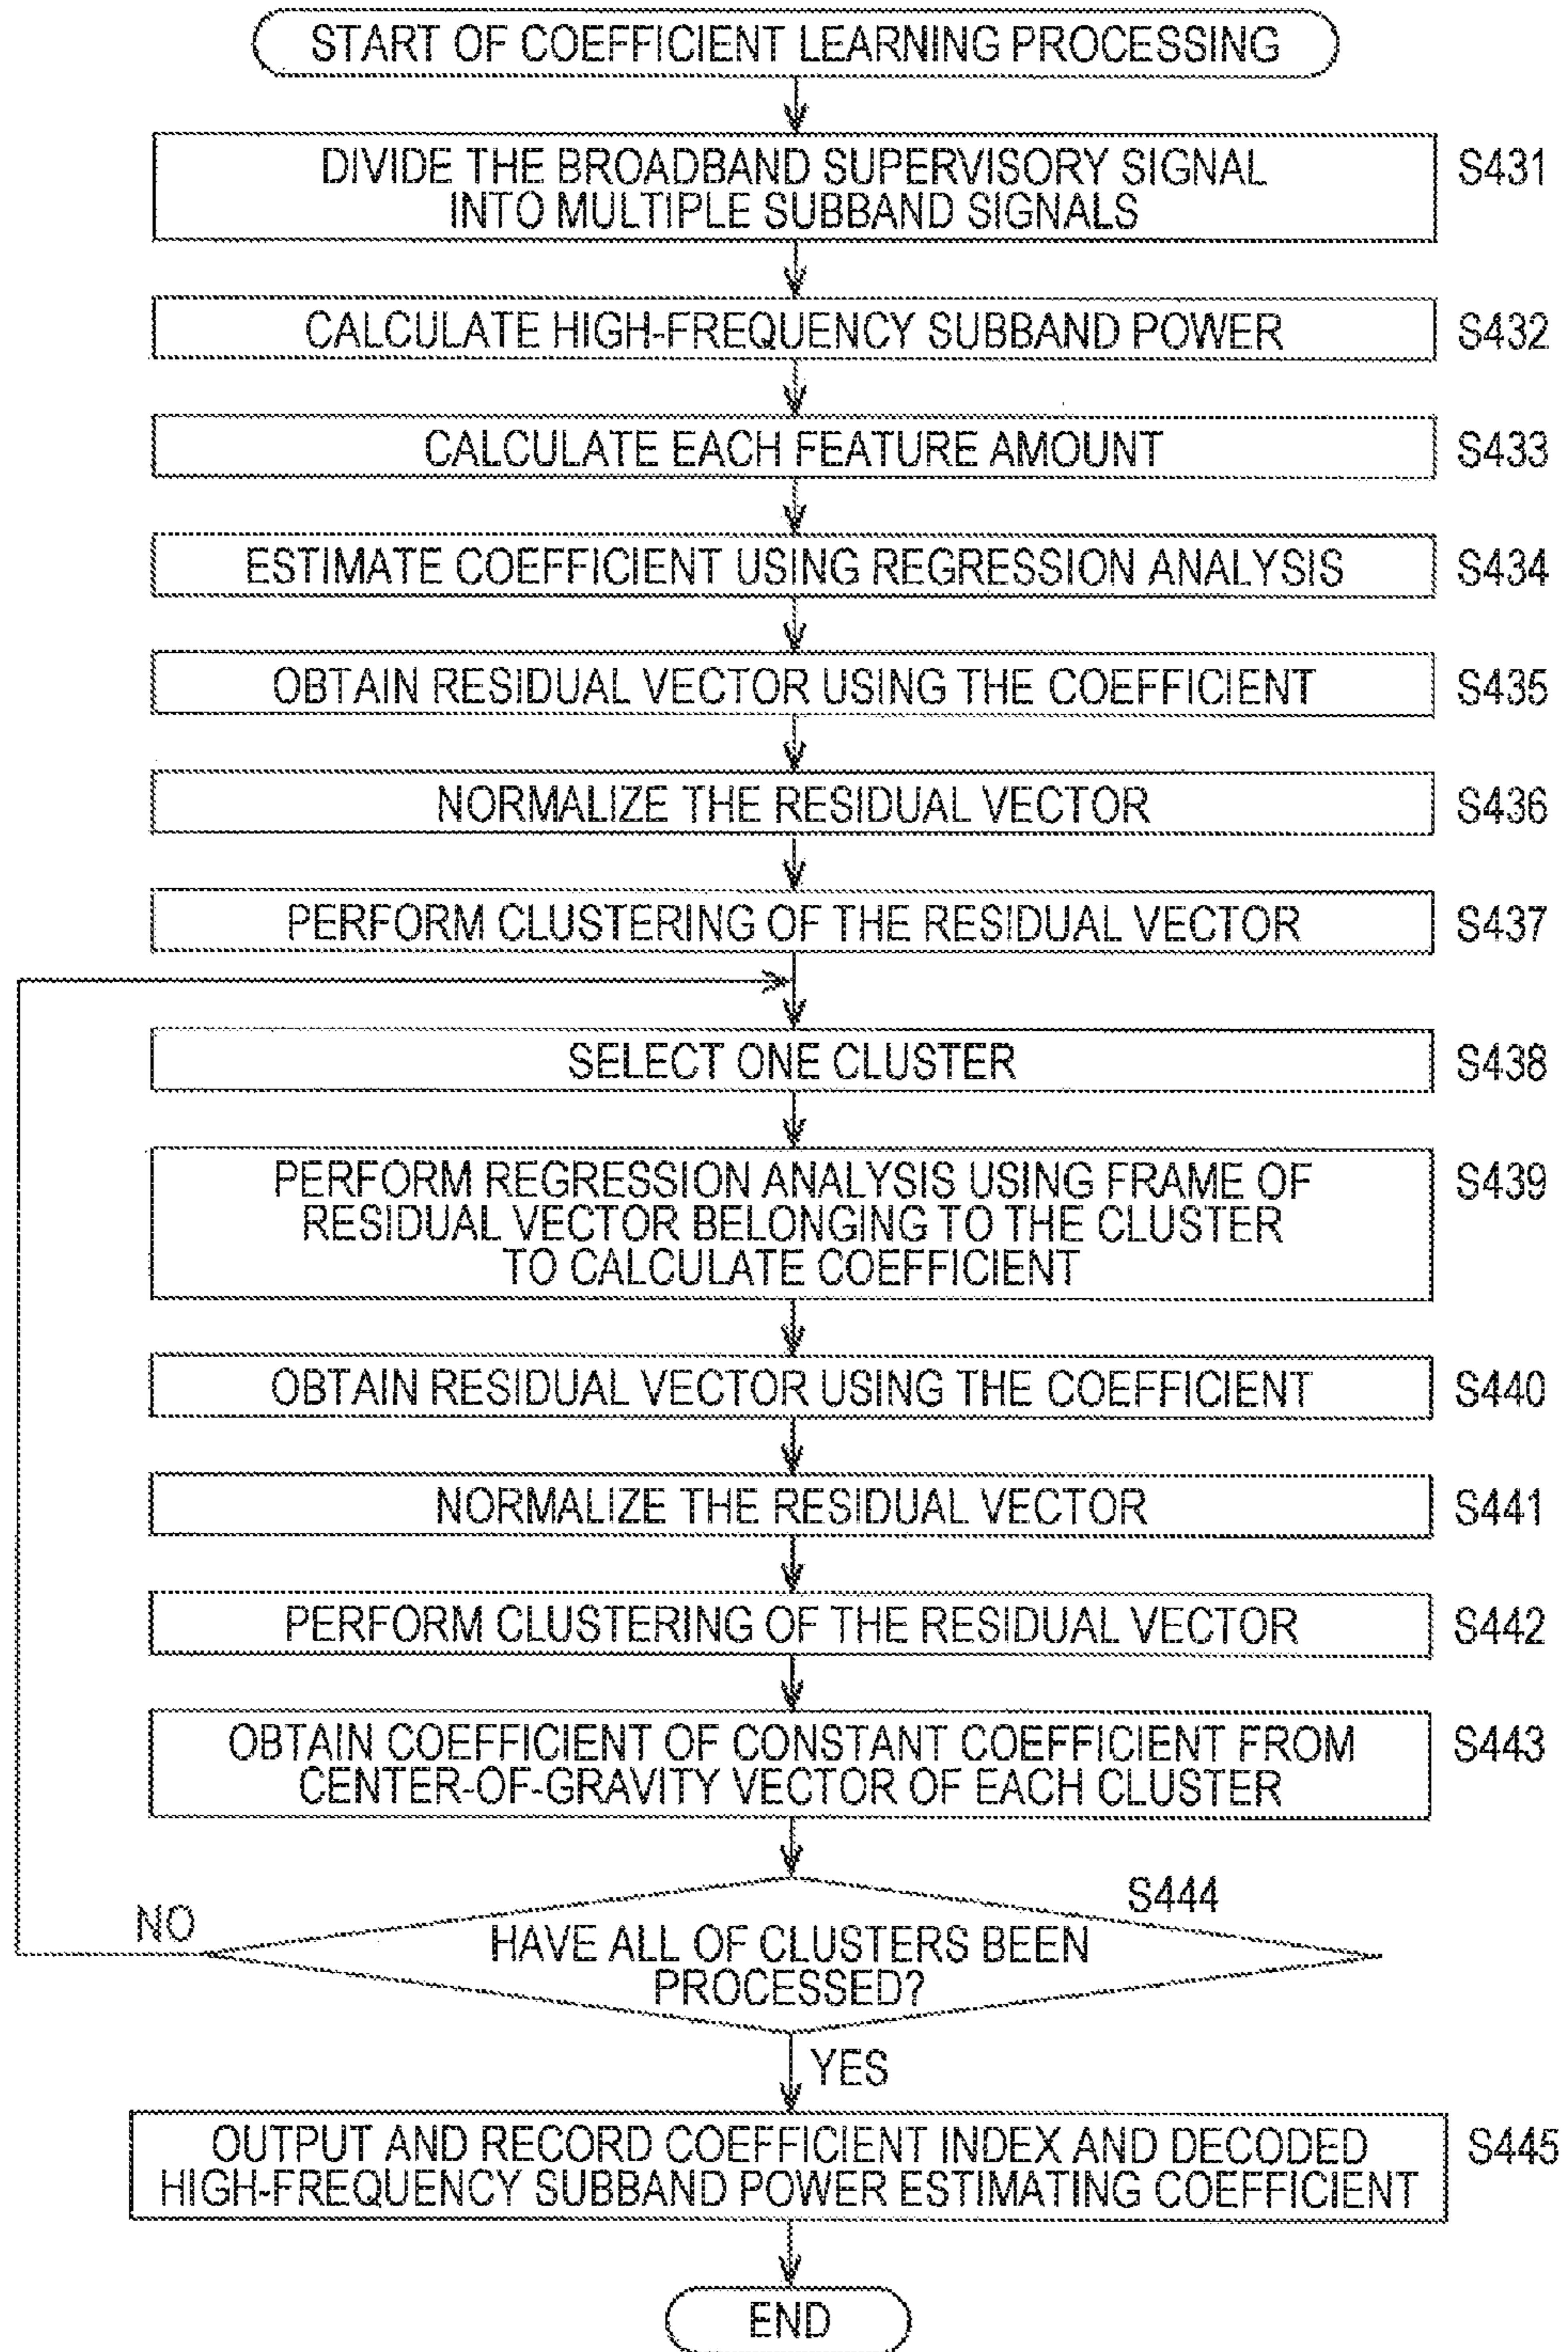 START OF COEFFICIENT LEARNING PROCESSING
DIVIDE THE BROADBAND SUPERVISORY SIGNAL
INTO MULTIPLE SUBBAND SIGNALS
S431
CALCULATE HIGH-FREQUENCY SUBBAND POWER
S432
CALCULATE EACH FEATURE AMOUNT
S433
ESTIMATE COEFFICIENT USING REGRESSION ANALYSIS
S434
OBTAIN RESIDUAL VECTOR USING THE COEFFICIENT
S435
NORMALIZE THE RESIDUAL VECTOR
S436
PERFORM CLUSTERING OF THE RESIDUAL VECTOR
S437
SELECT ONE CLUSTER
S438
PERFORM REGRESSION ANALYSIS USING FRAME OF
RESIDUAL VECTOR BELONGING TO THE CLUSTER
TO CALCULATE COEFFICIENT
S439
OBTAIN RESIDUAL VECTOR USING THE COEFFICIENT
S440
NORMALIZE THE RESIDUAL VECTOR
S441
PERFORM CLUSTERING OF THE RESIDUAL VECTOR
S442
OBTAIN COEFFICIENT OF CONSTANT COEFFICIENT FROM
CENTER-OF-GRAVITY VECTOR OF EACH CLUSTER
S443
S444
NO
HAVE ALL OF CLUSTERS BEEN
PROCESSED?
YES
OUTPUT AND RECORD COEFFICIENT INDEX AND DECODED
HIGH-FREQUENCY SUBBAND POWER ESTIMATING COEFFICIENT
S445
END